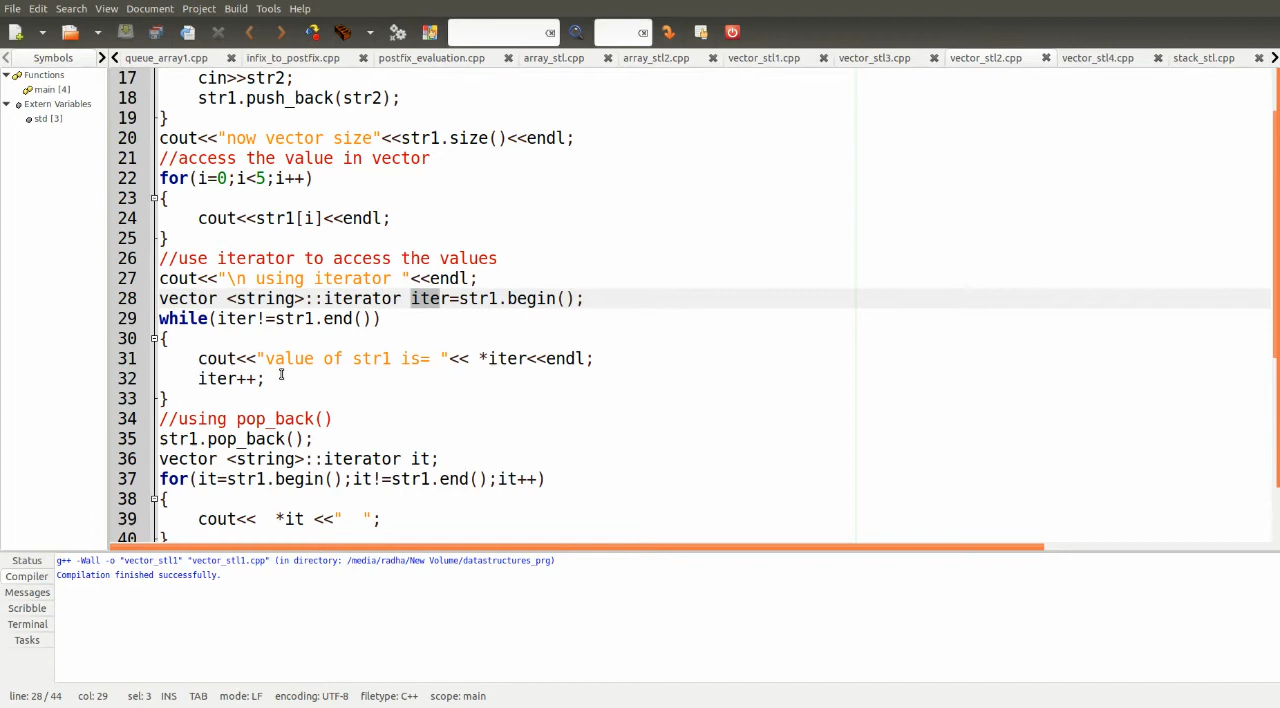 File Edit Search View Document Project Build Tools Help
Symbols queue_array1.cpp infix_to_postfix.cpp postfix_evaluation.cpp array_stl.cpp array_stl2.cpp vector_stl1.cpp vector_stl3.cpp vector_stl2.cpp vector_stl4.cpp stack_stl.cpp
Functions
main [4]
Extern Variables
std [3]
17 cin>>str2;
18 str1.push_back(str2);
19 }
20 cout<<"now vector size"<<str1.size()<<endl;
21 //access the value in vector
22 for(i=0;i<5;i++)
23 {
24 cout<<str1[i]<<endl;
25 }
26 //use iterator to access the values
27 cout<<"\n using iterator "<<endl;
28 vector <string>::iterator iter=str1.begin();
29 while(iter!=str1.end())
30 {
31 cout<<"value of str1 is= "<< *iter<<endl;
32 iter++;
33 }
34 //using pop_back()
35 str1.pop_back();
36 vector <string>::iterator it;
37 for(it=str1.begin();it!=str1.end();it++)
38 {
39 cout<<  *it <<"  ";
40 }
Status
Compiler
Messages
Scribble
Terminal
Tasks
g++ -Wall -o "vector_stl1" "vector_stl1.cpp" (in directory: /media/radha/New Volume/datastructures_prg)
Compilation finished successfully.
line: 28 / 44 col: 29 sel: 3 INS TAB mode: LF encoding: UTF-8 filetype: C++ scope: main